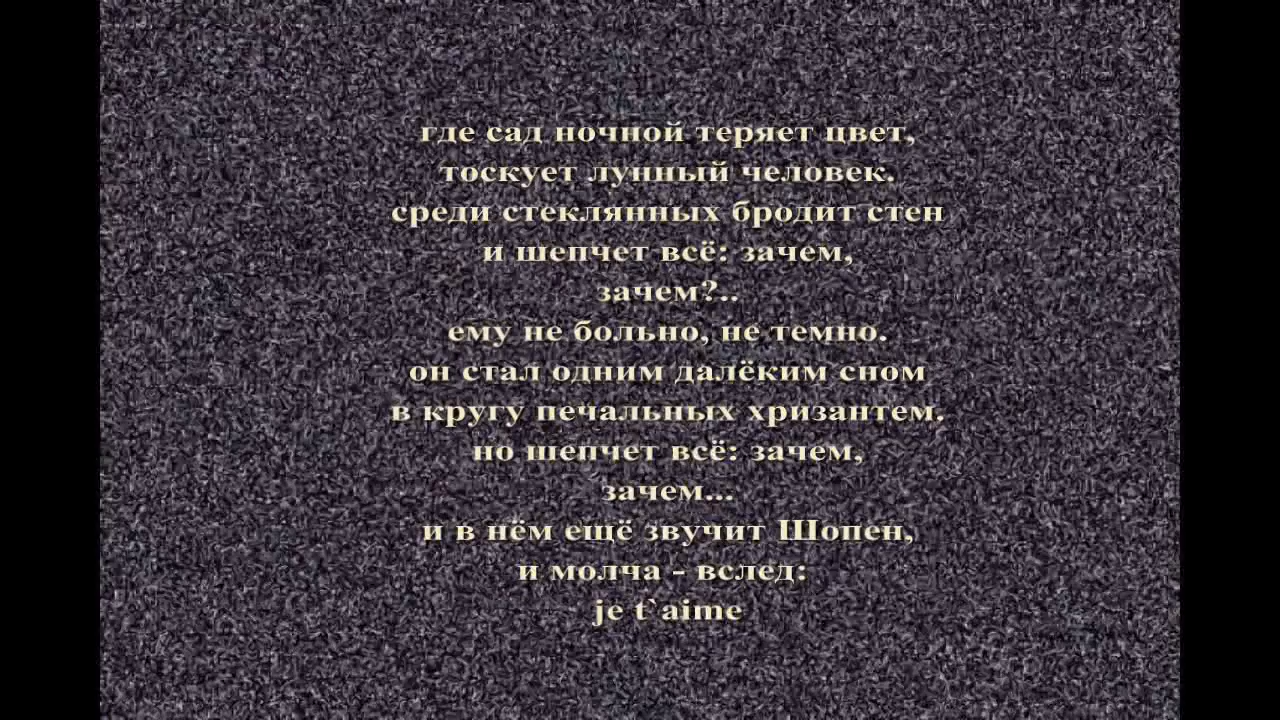 где сад ночной теряет цвет,
тоскует лунный человек.
среди стеклянных бродит стен
и шепчет всё: зачем,
зачем?..
ему не больно, не темно.
он стал одним далёким сном
в кругу печальных хризантем.
но шепчет всё: зачем,
зачем...
и в нём ещё звучит Шопен,
и молча - вслед:
je t`aime